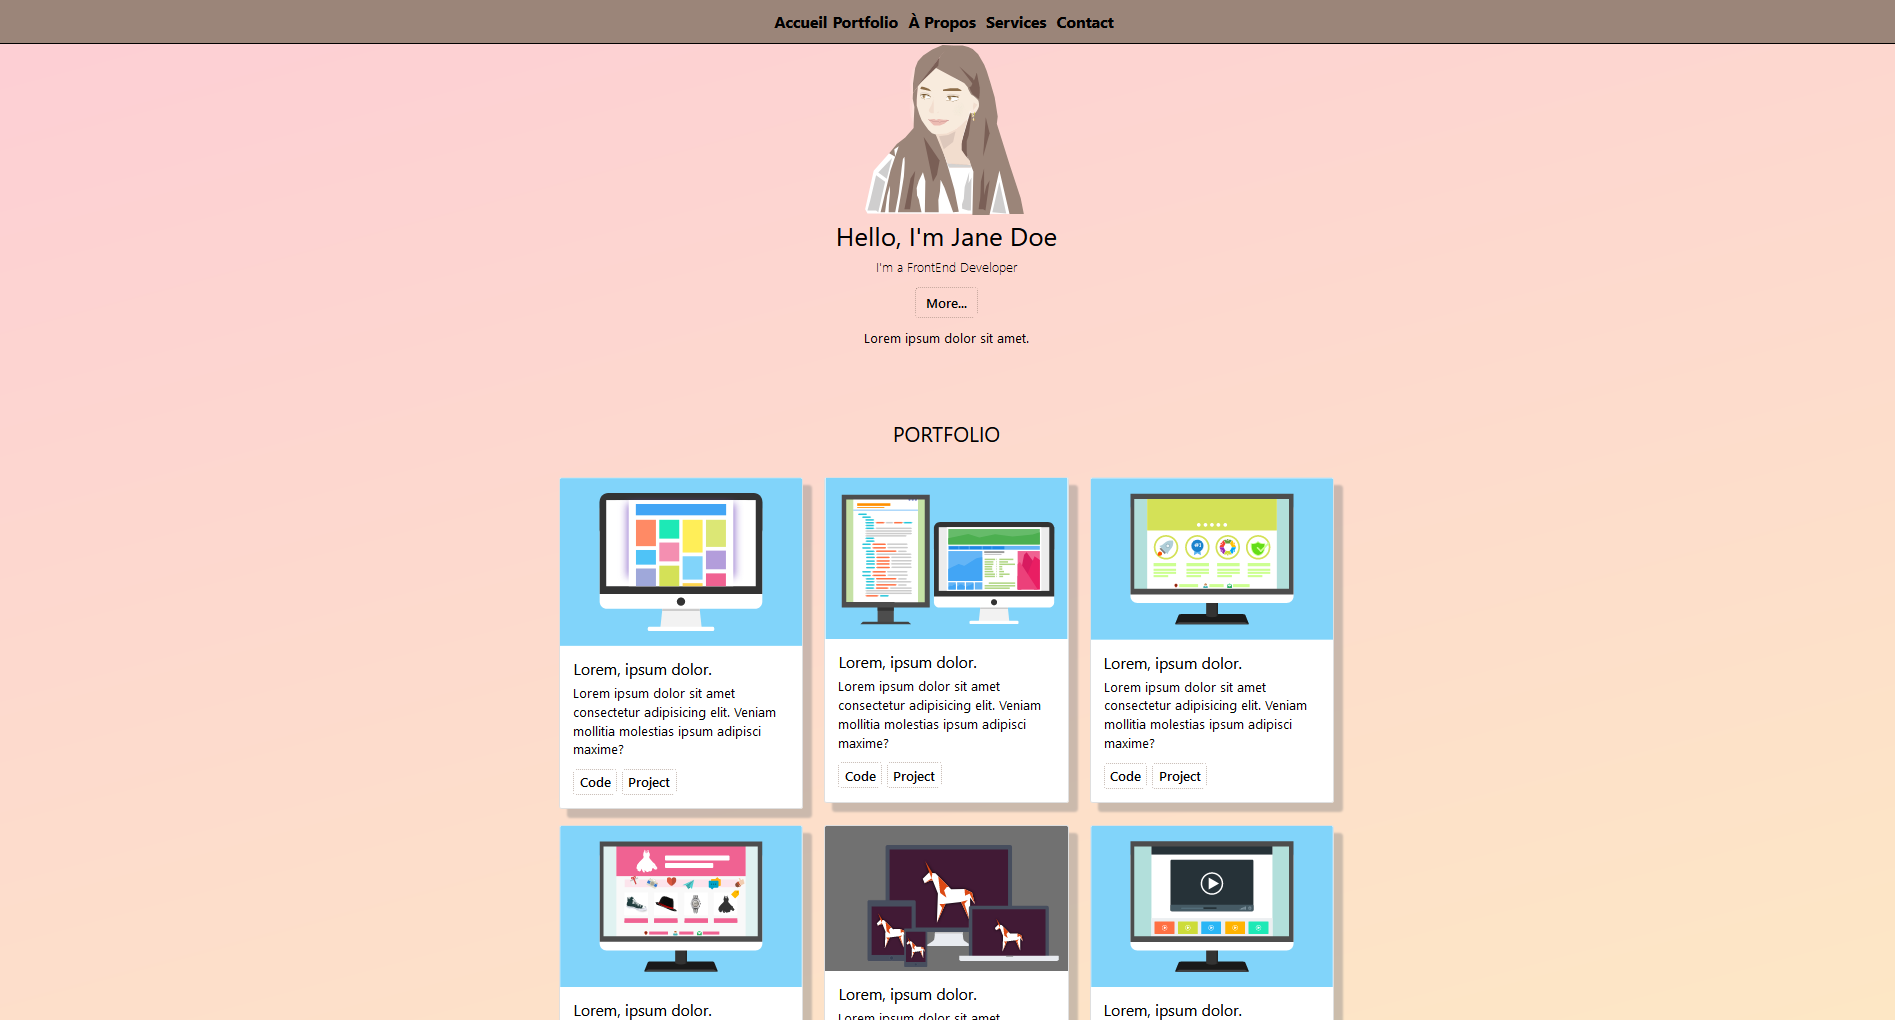 Accueil Portfolio À Propos Services Contact
Hello, I'm Jane Doe
I'm a FrontEnd Developer
More...
Lorem ipsum dolor sit amet.
PORTFOLIO
Lorem, ipsum dolor.
Lorem ipsum dolor sit amet
consectetur adipisicing elit. Veniam
mollitia molestias ipsum adipisci
maxime?
Code Project
Lorem, ipsum dolor.
Lorem ipsum dolor sit amet
consectetur adipisicing elit. Veniam
mollitia molestias ipsum adipisci
maxime?
Code Project
Lorem, ipsum dolor.
Lorem ipsum dolor sit amet
consectetur adipisicing elit. Veniam
mollitia molestias ipsum adipisci
maxime?
Code Project
Lorem, ipsum dolor.
Lorem, ipsum dolor.
Lorem ipsum dolor sit amet
Lorem, ipsum dolor.